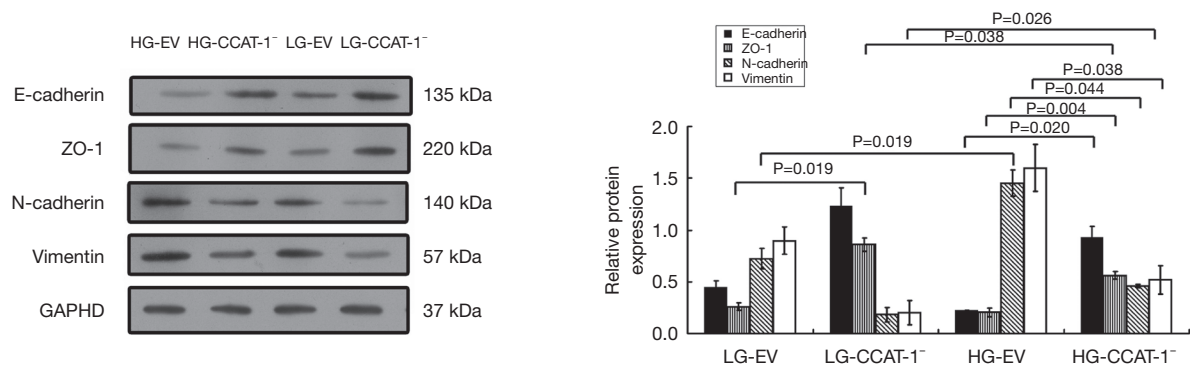 HG-EV HG-CCAT-1⁻ LG-EV LG-CCAT-1⁻
E-cadherin 135 kDa
ZO-1 220 kDa
N-cadherin 140 kDa
Vimentin 57 kDa
GAPHD 37 kDa
E-cadherin
ZO-1
N-cadherin
Vimentin
P=0.026
P=0.038
P=0.038
P=0.044
P=0.004
P=0.020
P=0.019
P=0.019
Relative protein
expression
2.0
1.5
1.0
0.5
0.0
LG-EV LG-CCAT-1⁻ HG-EV HG-CCAT-1⁻